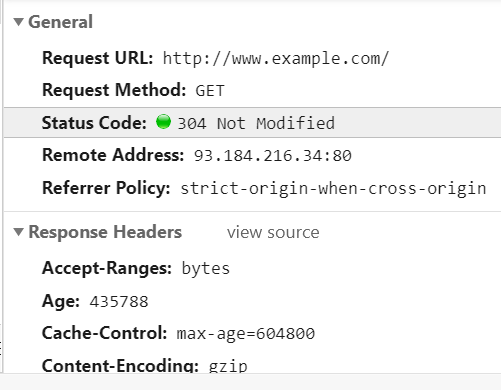 General
Request URL: http://www.example.com/
Request Method: GET
Status Code: 304 Not Modified
Remote Address: 93.184.216.34:80
Referrer Policy: strict-origin-when-cross-origin
Response Headers view source
Accept-Ranges: bytes
Age: 435788
Cache-Control: max-age=604800
Content-Encoding: gzip